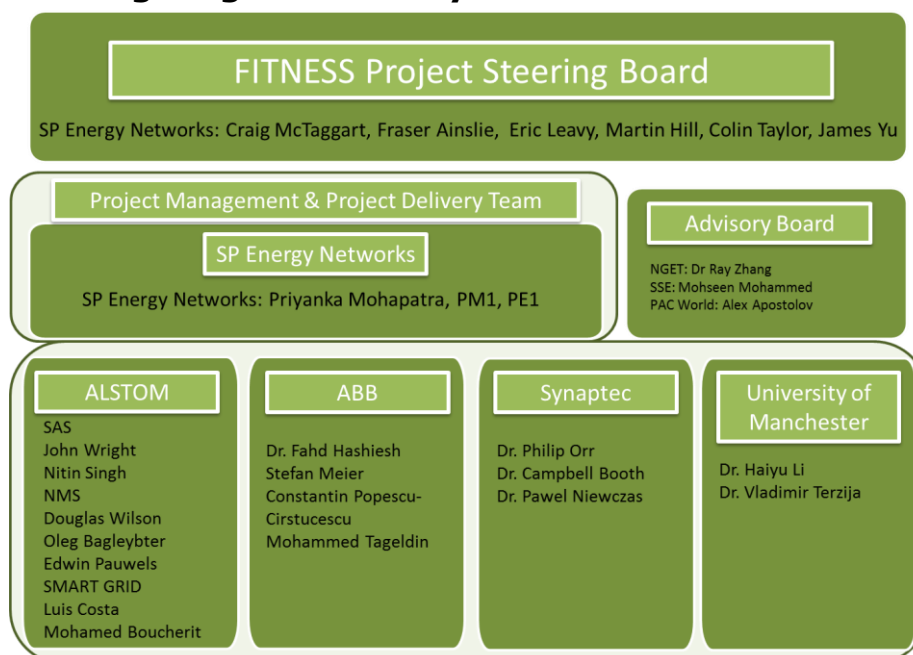 FITNESS Project Steering Board
SP Energy Networks: Craig McTaggart, Fraser Ainslie, Eric Leavy, Martin Hill, Colin Taylor, James Yu
Project Management & Project Delivery Team
SP Energy Networks
SP Energy Networks: Priyanka Mohapatra, PM1, PE1
Advisory Board
NGET: Dr Ray Zhang
SSE: Mohseen Mohammed
PAC World: Alex Apostolov
ALSTOM
SAS
John Wright
Nitin Singh
NMS
Douglas Wilson
Oleg Bagleybter
Edwin Pauwels
SMART GRID
Luis Costa
Mohamed Boucherit
ABB
Dr. Fahd Hashiesh
Stefan Meier
Constantin Popescu-
Cirstucescu
Mohammed Tageldin
Synaptec
Dr. Philip Orr
Dr. Campbell Booth
Dr. Pawel Niewczas
University of
Manchester
Dr. Haiyu Li
Dr. Vladimir Terzija